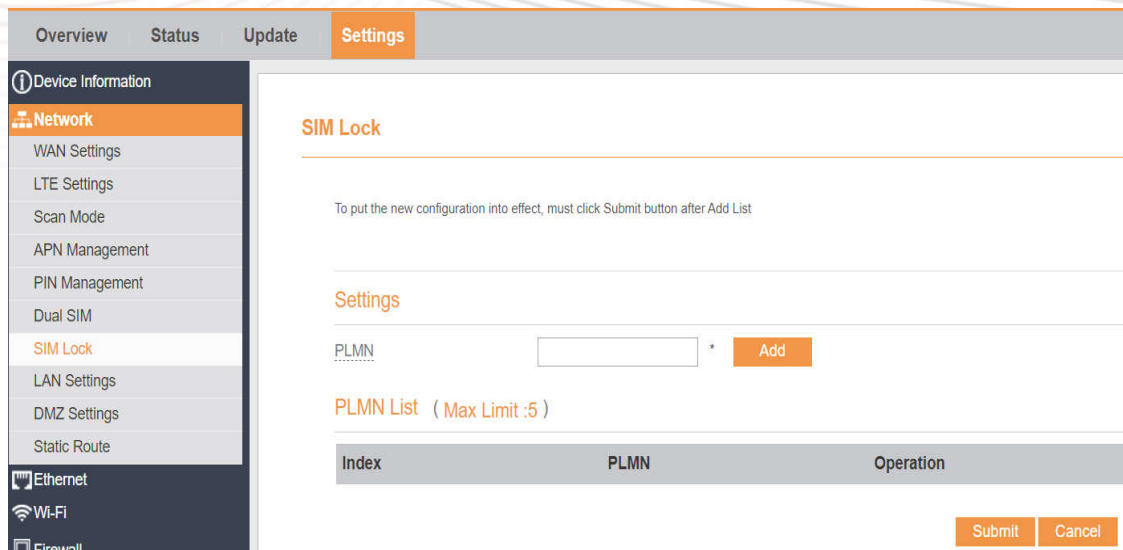 Overview Status Update Settings
Device Information
Network
WAN Settings
LTE Settings
Scan Mode
APN Management
PIN Management
Dual SIM
SIM Lock
LAN Settings
DMZ Settings
Static Route
Ethernet
Wi-Fi
Firewall
SIM Lock
To put the new configuration into effect, must click Submit button after Add List
Settings
PLMN * Add
PLMN List ( Max Limit :5 )
Index PLMN Operation
Submit Cancel